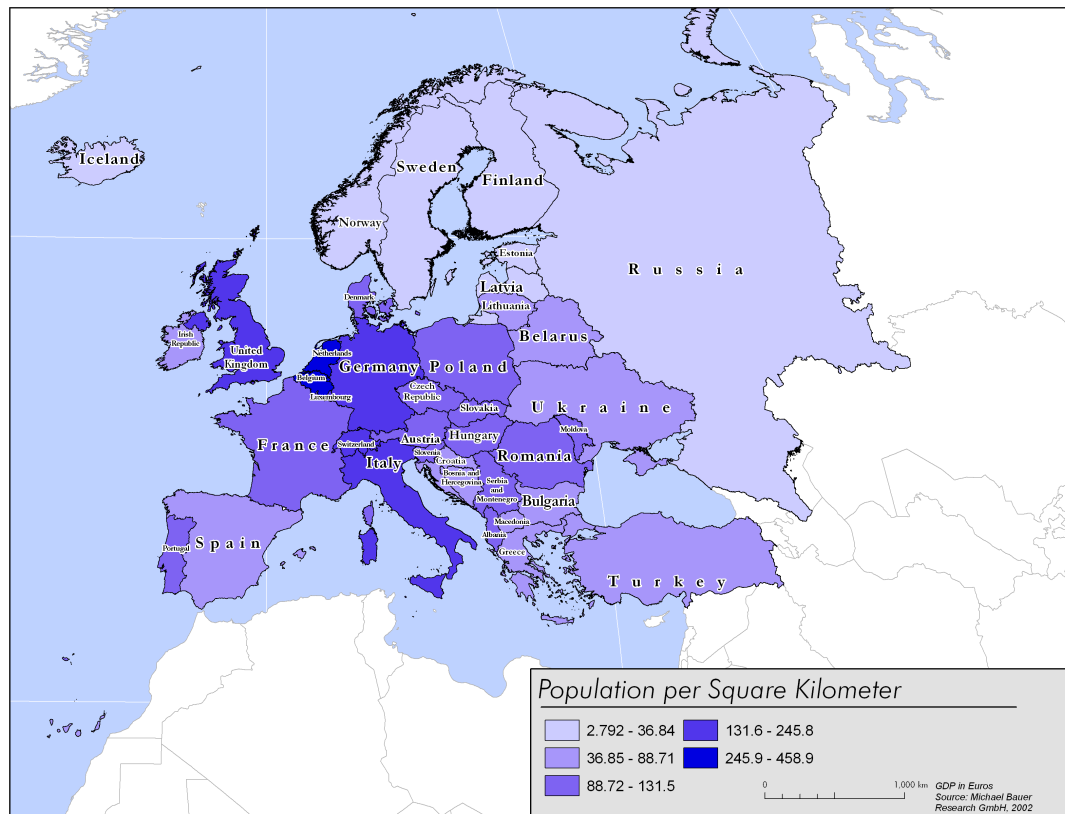 Iceland
Sweden
Finland
Norway
Russia
Estonia
Latvia
Lithuania
Denmark
Belarus
Irish
Republic
United
Kingdom
Netherlands
Germany
Poland
Belgium
Luxembourg
Czech
Republic
Ukraine
Slovakia
Moldova
France
Switzerland
Austria
Hungary
Slovenia
Croatia
Romania
Italy
Bosnia and
Hercegovina
Serbia
and
Montenegro
Bulgaria
Macedonia
Albania
Greece
Portugal
Spain
Turkey
Population per Square Kilometer
2.792 - 36.84
36.85 - 88.71
88.72 - 131.5
131.6 - 245.8
245.9 - 458.9
0 1,000 km
GDP in Euros
Source: Michael Bauer
Research GmbH, 2002